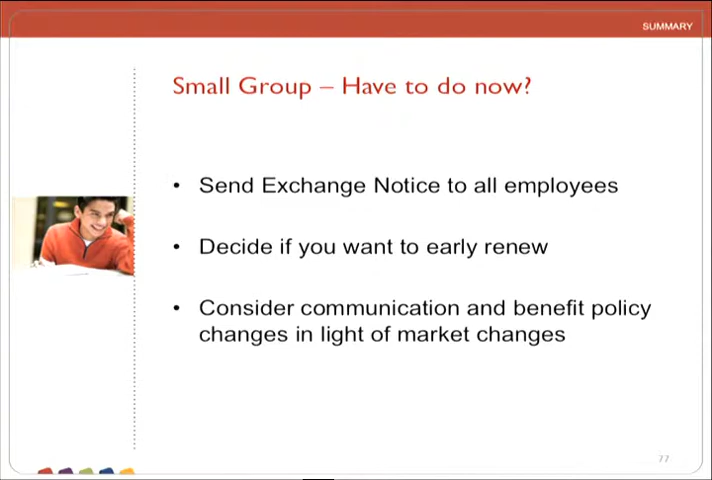 SUMMARY
Small Group – Have to do now?
• Send Exchange Notice to all employees
• Decide if you want to early renew
• Consider communication and benefit policy
changes in light of market changes
77